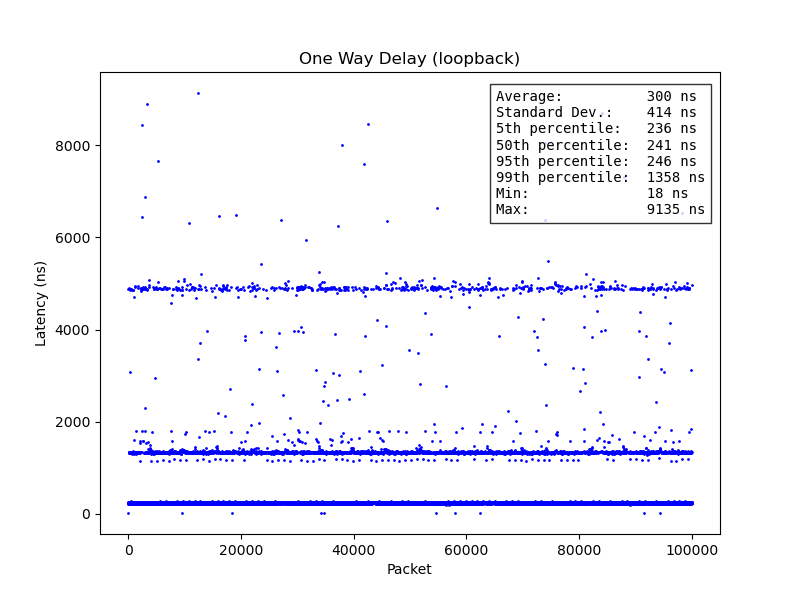 One Way Delay (loopback)
Average: 300 ns
Standard Dev.: 414 ns
5th percentile: 236 ns
50th percentile: 241 ns
95th percentile: 246 ns
99th percentile: 1358 ns
Min: 18 ns
Max: 9135 ns
8000
6000
4000
2000
0
Latency (ns)
0 20000 40000 60000 80000 100000
Packet